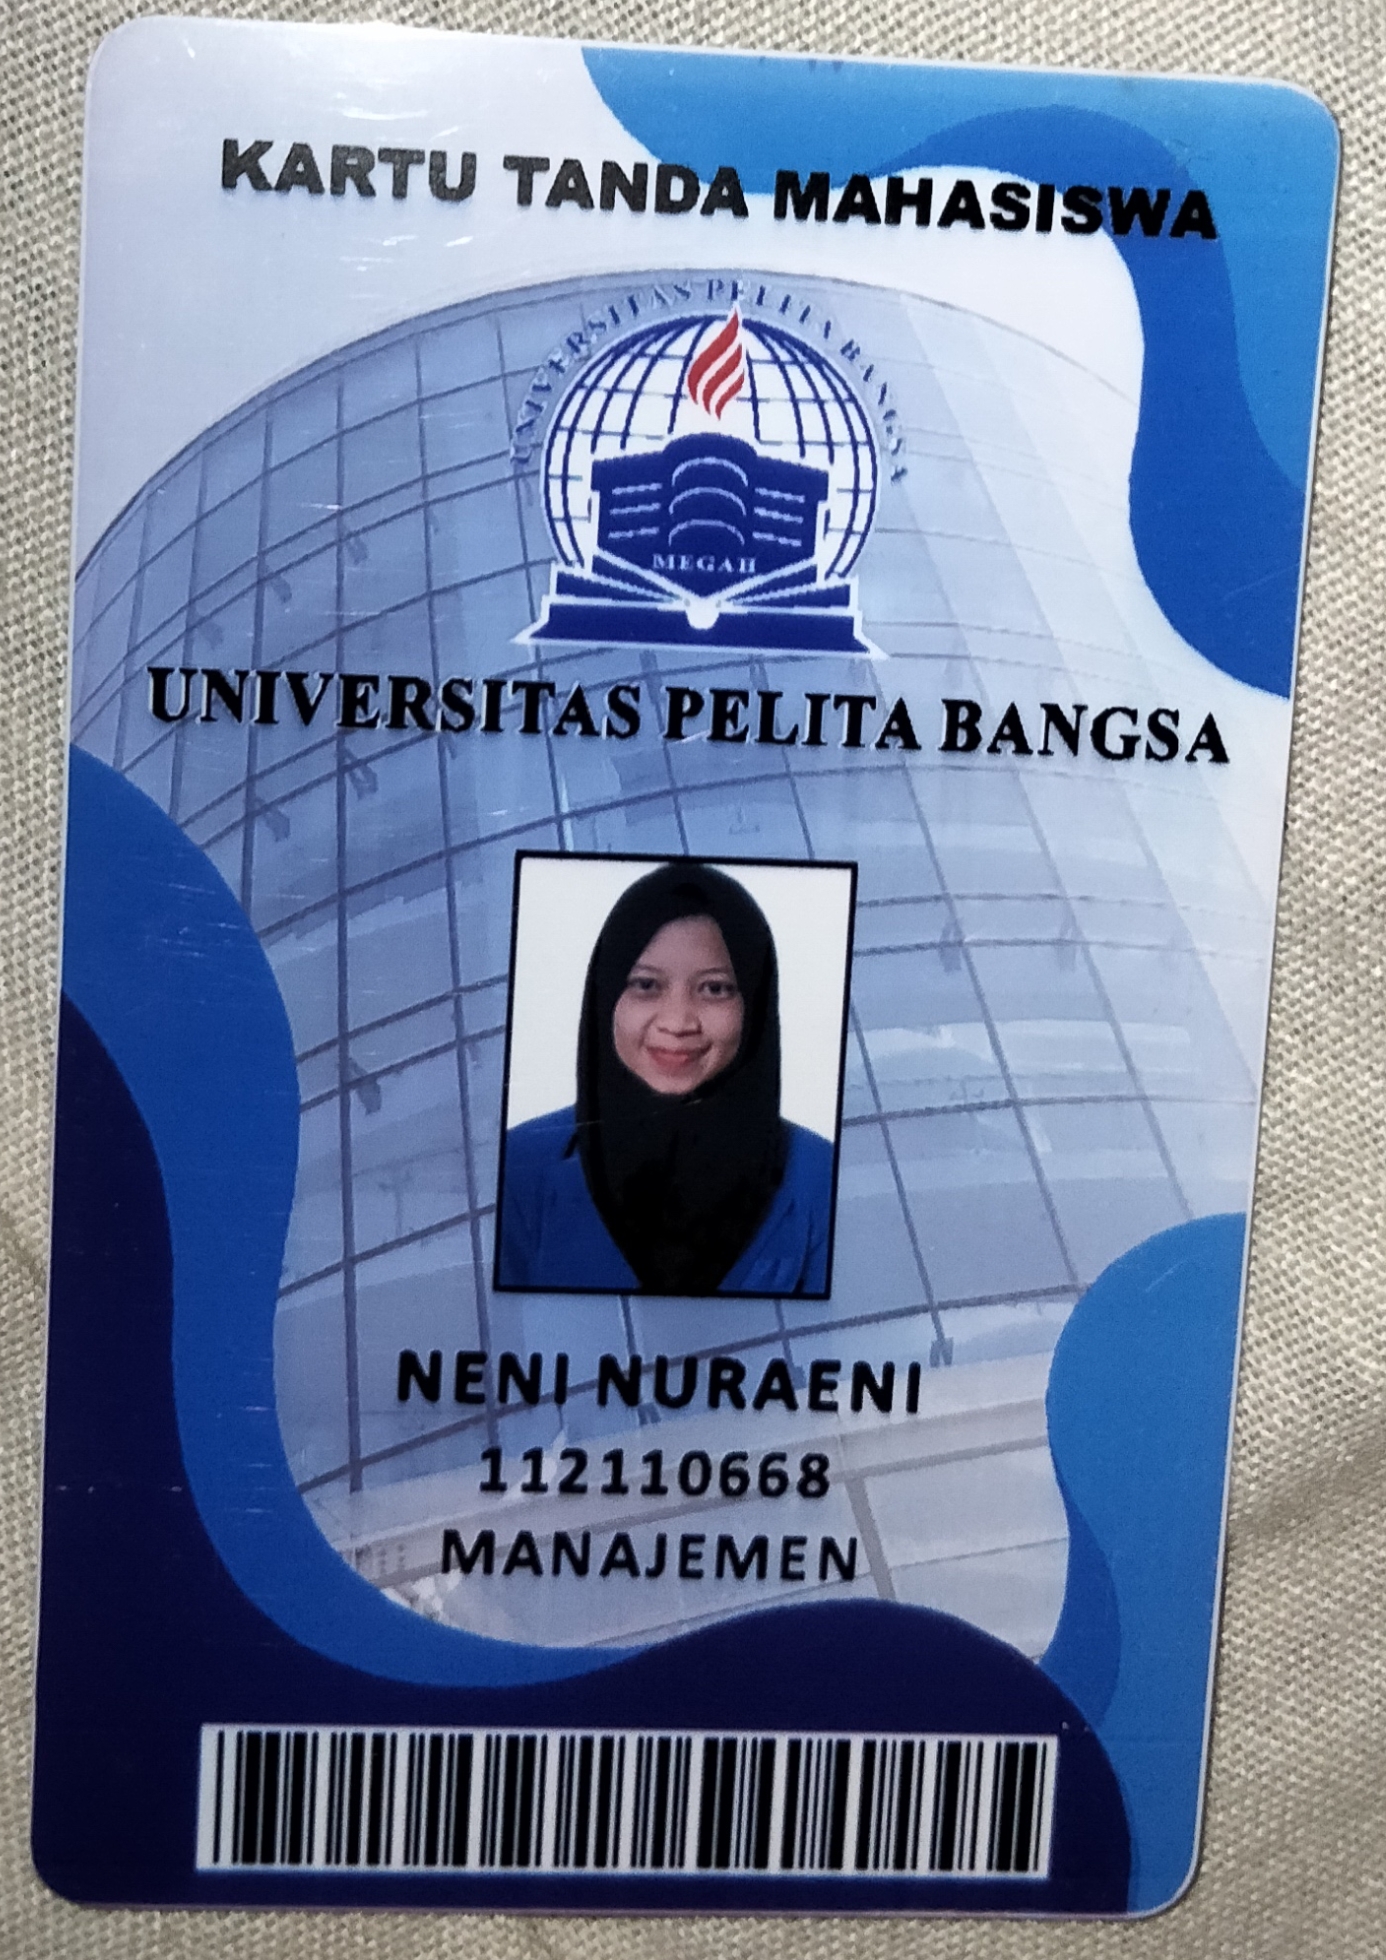 KARTU TANDA MAHASISWA
UNIVERSITAS PELITA BANGSA
MEGAH
UNIVERSITAS PELITA BANGSA
NENI NURAENI
112110668
MANAJEMEN